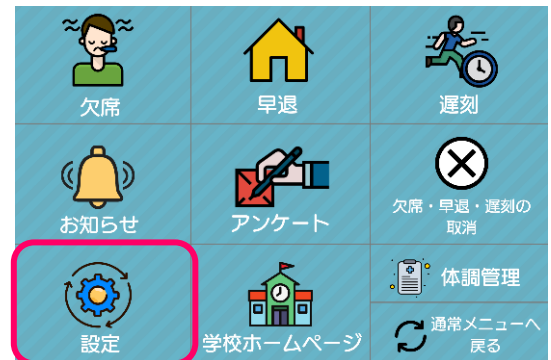 欠席
早退
遅刻
お知らせ
アンケート
欠席・早退・遅刻の
取消
設定
学校ホームページ
体調管理
通常メニューへ
戻る